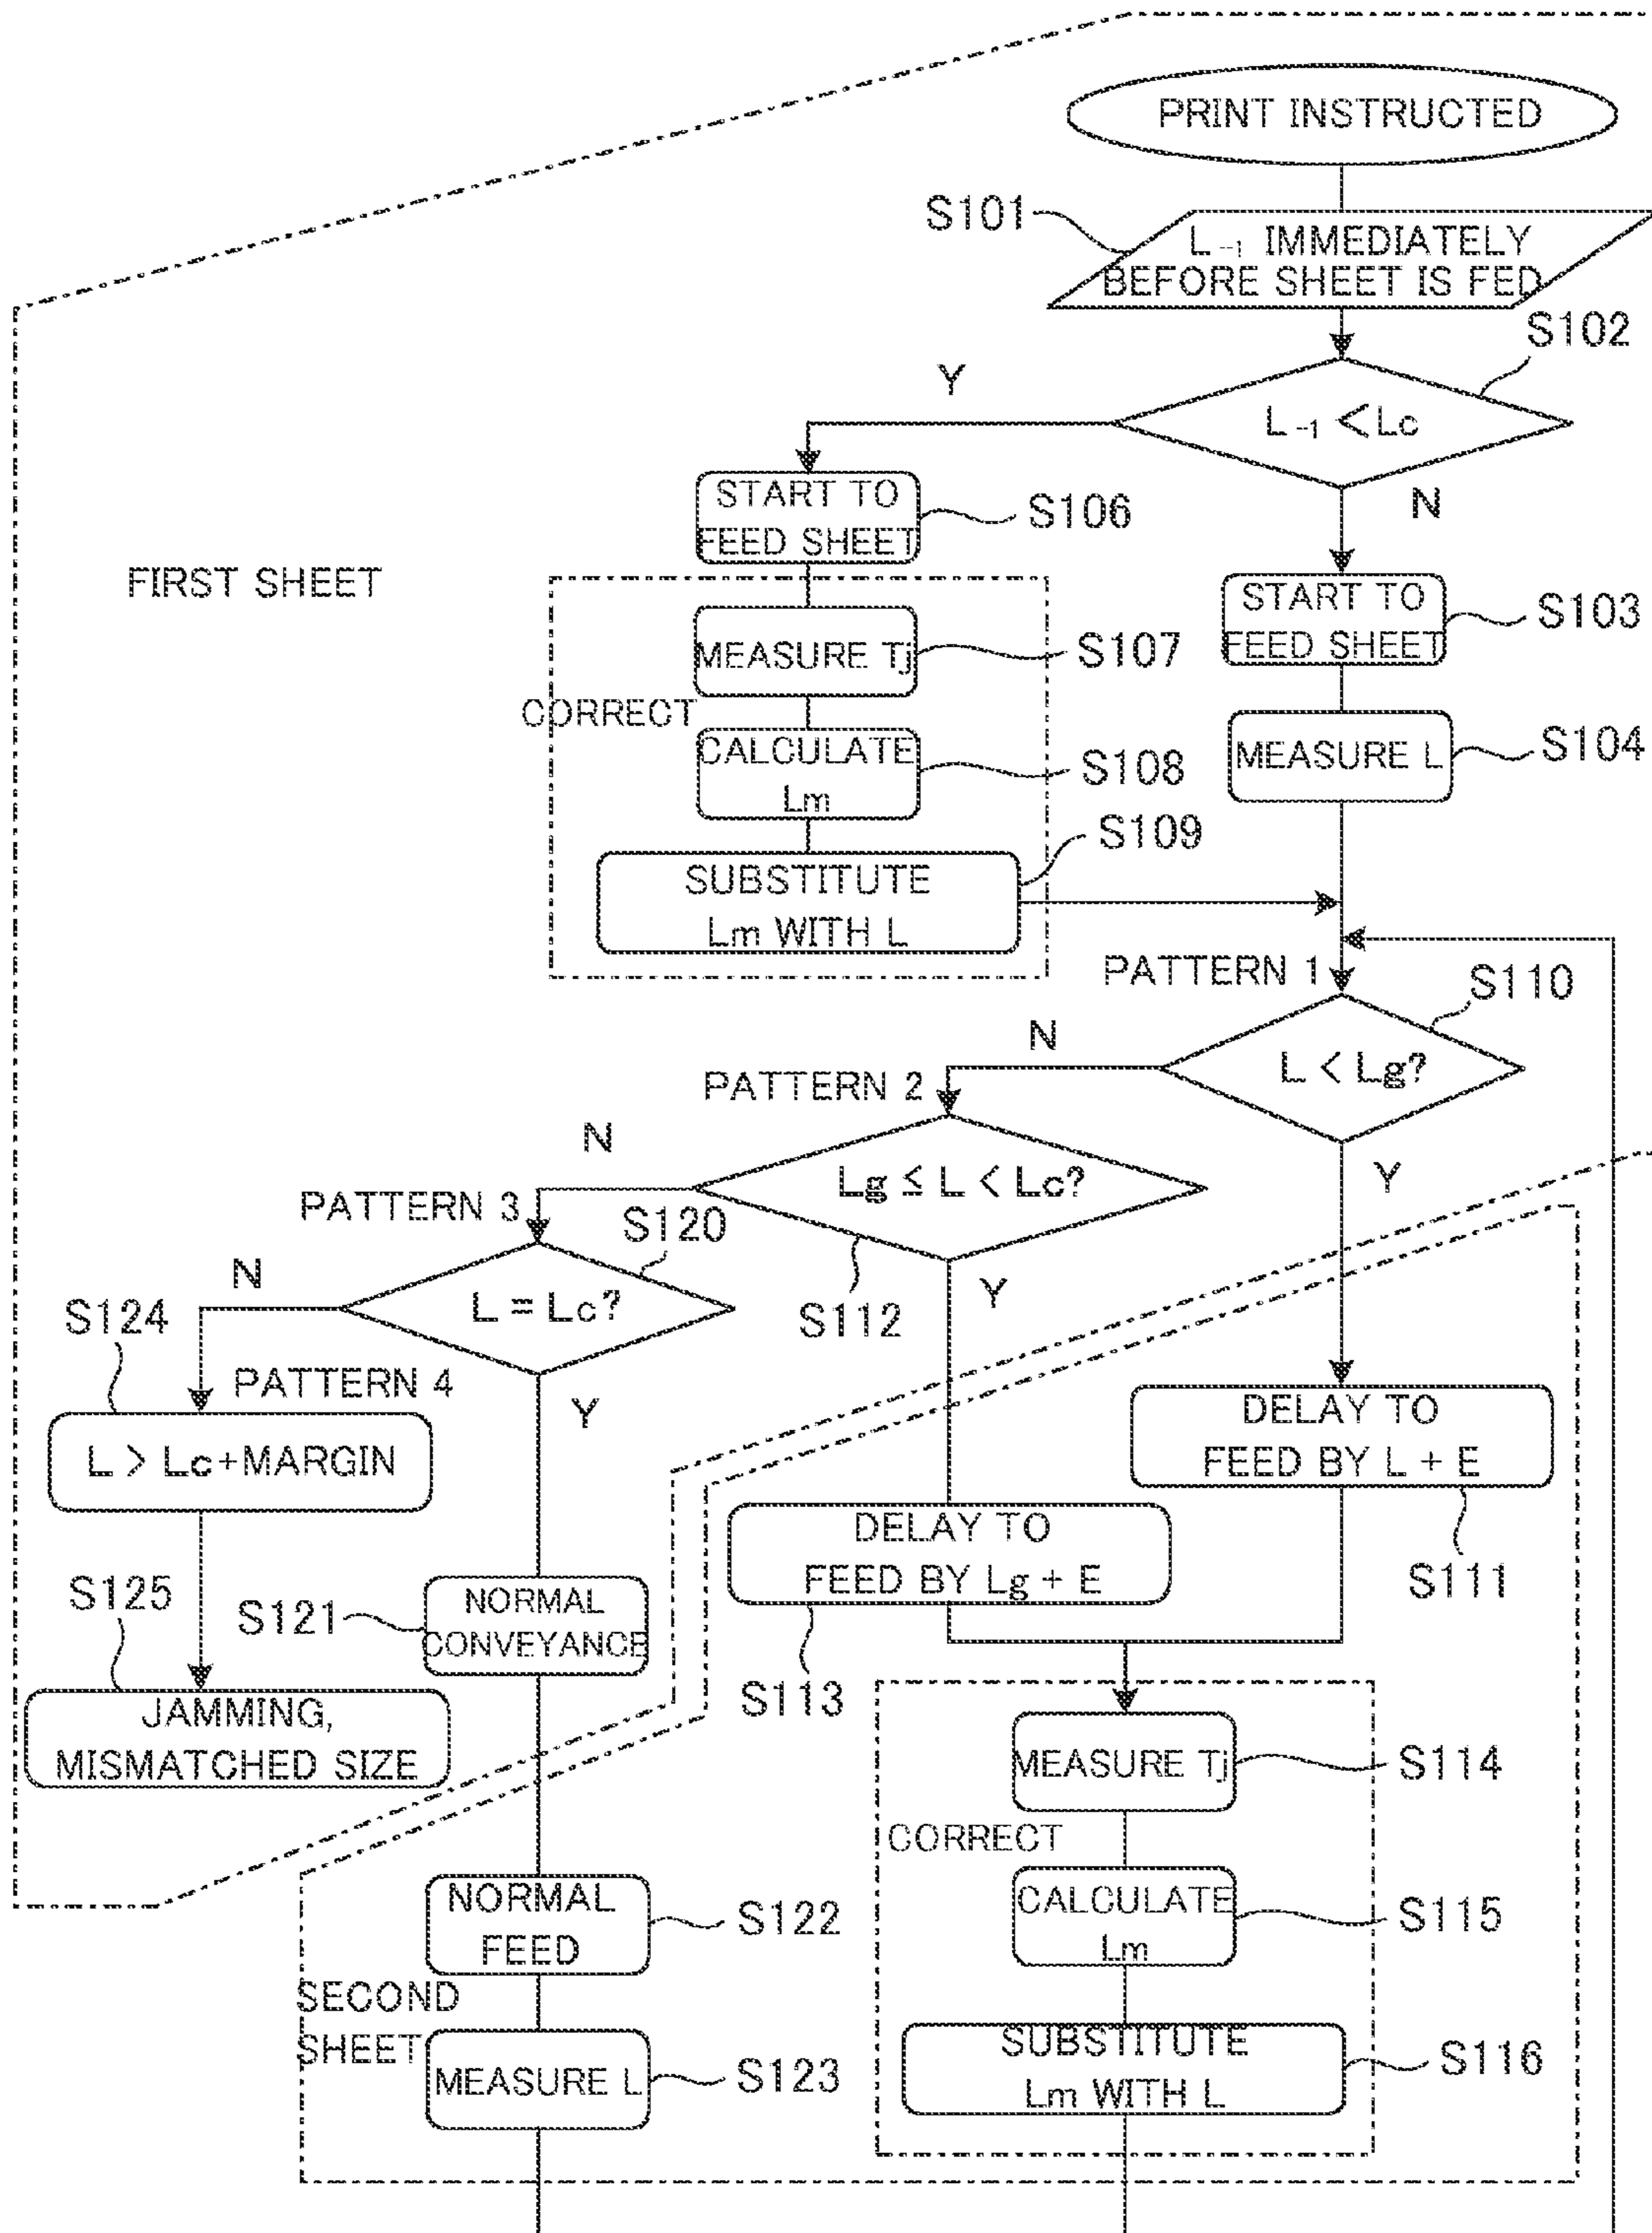 PRINT INSTRUCTED
S101
L-1 IMMEDIATELY
BEFORE SHEET IS FED
S102
Y
L-1 < Lc
N
START TO
FEED SHEET
S106
START TO
FEED SHEET
S103
FIRST SHEET
MEASURE Tj
S107
CORRECT
MEASURE L
S104
CALCULATE
Lm
S108
S109
SUBSTITUTE
Lm WITH L
PATTERN 1
S110
N
L < Lg?
PATTERN 2
Y
N
Lg ≤ L < Lc?
PATTERN 3
S120
S112
Y
N
L = Lc?
S124
PATTERN 4
Y
L > Lc+MARGIN
DELAY TO
FEED BY L + E
S111
DELAY TO
FEED BY Lg + E
S113
S125
S121
NORMAL
CONVEYANCE
JAMMING,
MISMATCHED SIZE
MEASURE Tj
S114
CORRECT
CALCULATE
Lm
S115
NORMAL
FEED
S122
SECOND
SHEET
SUBSTITUTE
Lm WITH L
S116
MEASURE L
S123